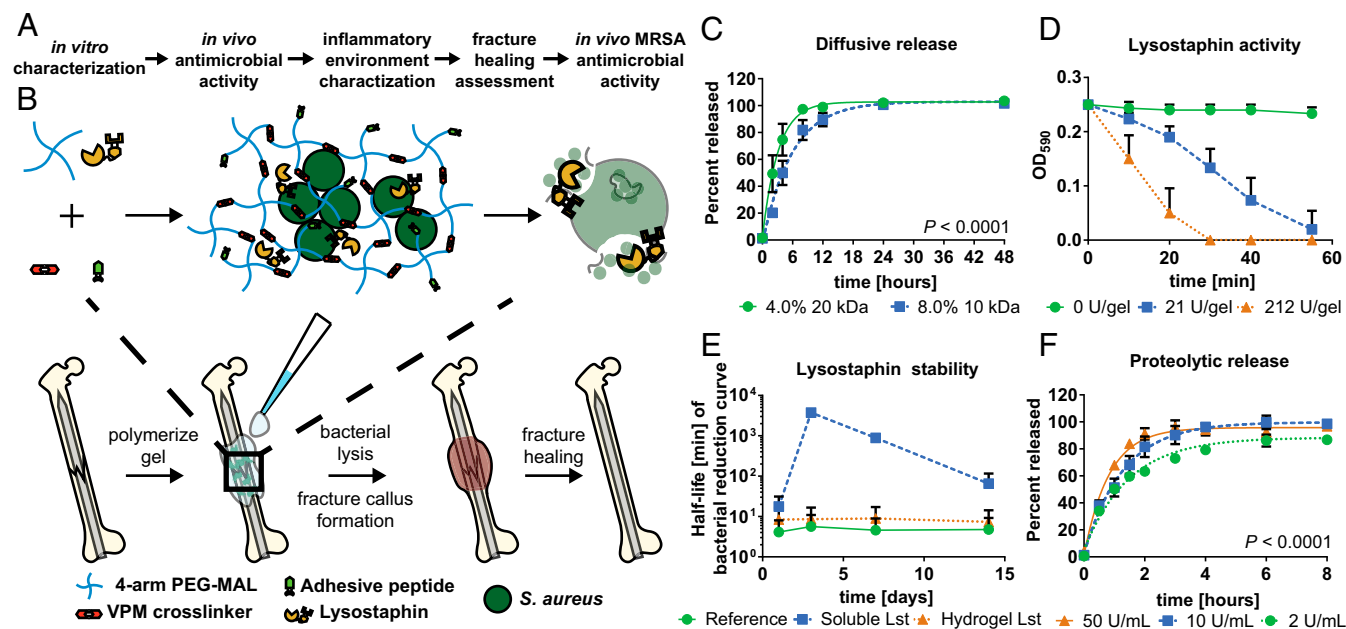 A
in vitro
characterization
in vivo
antimicrobial
activity
inflammatory
environment
charactization
fracture
healing
assessment
in vivo MRSA
antimicrobial
activity
B
+
polymerize
gel
bacterial
lysis
fracture callus
formation
fracture
healing
4-arm PEG-MAL
Adhesive peptide
VPM crosslinker
Lysostaphin
S. aureus
C
Diffusive release
Percent released
120
100
80
60
40
20
0
0 6 12 18 24 30 36 42 48
P < 0.0001
time [hours]
4.0% 20 kDa 8.0% 10 kDa
D
Lysostaphin activity
OD590
0.3
0.2
0.1
0.0
0 20 40 60
time [min]
0 U/gel 21 U/gel 212 U/gel
E
Lysostaphin stability
Half-life [min] of
bacterial reduction curve
10^4
10^3
10^2
10^1
10^0
0 5 10 15
time [days]
Reference Soluble Lst Hydrogel Lst
F
Proteolytic release
Percent released
120
100
80
60
40
20
0
0 2 4 6 8
P < 0.0001
time [hours]
50 U/mL 10 U/mL 2 U/mL